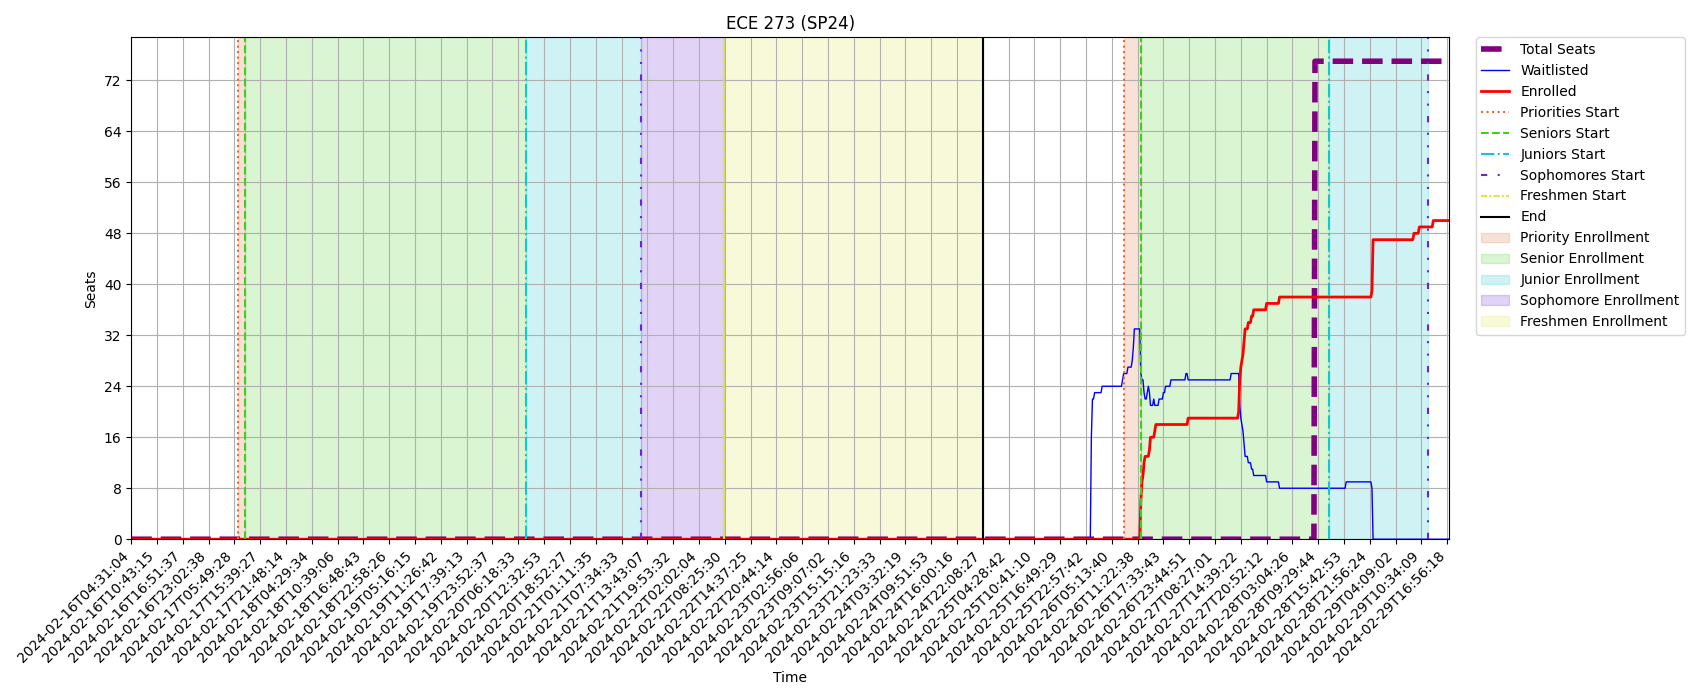 ECE 273 (SP24)
Seats
72
64
56
48
40
32
24
16
8
0
2024-02-16T04:31:04
2024-02-16T10:43:15
2024-02-16T16:51:37
2024-02-16T23:02:38
2024-02-17T05:49:28
2024-02-17T15:39:27
2024-02-17T21:48:14
2024-02-18T04:29:34
2024-02-18T10:39:06
2024-02-18T16:48:43
2024-02-18T22:58:26
2024-02-19T05:16:15
2024-02-19T11:26:42
2024-02-19T17:39:13
2024-02-19T23:52:37
2024-02-20T06:18:33
2024-02-20T12:32:53
2024-02-20T18:52:27
2024-02-21T01:11:35
2024-02-21T07:34:33
2024-02-21T13:43:07
2024-02-21T19:53:32
2024-02-22T02:02:04
2024-02-22T08:25:30
2024-02-22T14:37:25
2024-02-22T20:44:14
2024-02-23T02:56:06
2024-02-23T09:07:02
2024-02-23T15:15:16
2024-02-23T21:23:33
2024-02-24T03:32:19
2024-02-24T09:51:53
2024-02-24T16:00:16
2024-02-24T22:08:27
2024-02-25T04:28:42
2024-02-25T10:41:10
2024-02-25T16:49:29
2024-02-25T22:57:42
2024-02-26T05:13:40
2024-02-26T11:22:38
2024-02-26T17:33:43
2024-02-26T23:44:51
2024-02-27T08:27:01
2024-02-27T14:39:22
2024-02-27T20:52:12
2024-02-28T03:04:26
2024-02-28T09:29:44
2024-02-28T15:42:53
2024-02-28T21:56:24
2024-02-29T04:09:02
2024-02-29T10:34:09
2024-02-29T16:56:18
Time
Total Seats
Waitlisted
Enrolled
Priorities Start
Seniors Start
Juniors Start
Sophomores Start
Freshmen Start
End
Priority Enrollment
Senior Enrollment
Junior Enrollment
Sophomore Enrollment
Freshmen Enrollment